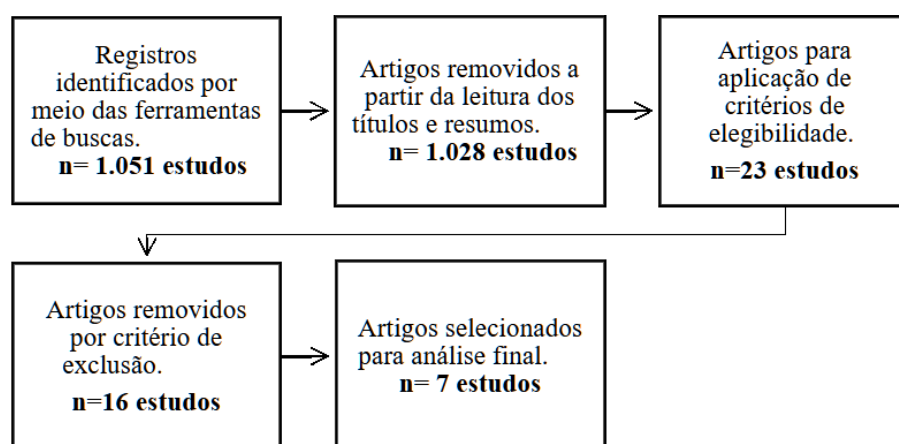 Registros
identificados por
meio das ferramentas
de buscas.
n= 1.051 estudos
Artigos removidos a
partir da leitura dos
títulos e resumos.
n= 1.028 estudos
Artigos para
aplicação de
critérios de
elegibilidade.
n=23 estudos
Artigos removidos
por critério de
exclusão.
n=16 estudos
Artigos selecionados
para análise final.
n= 7 estudos